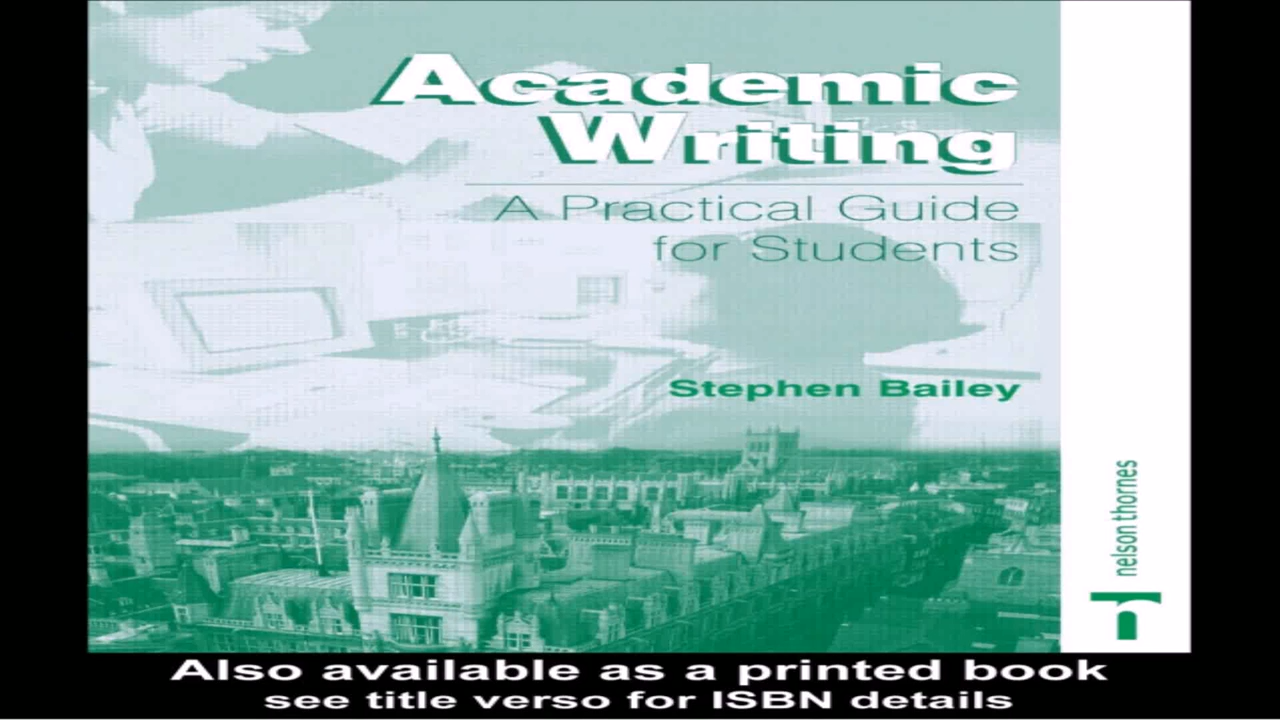 Academic
Writing
A Practical Guide
for Students
Stephen Bailey
nelson thornes
Also available as a printed book
see title verso for ISBN details